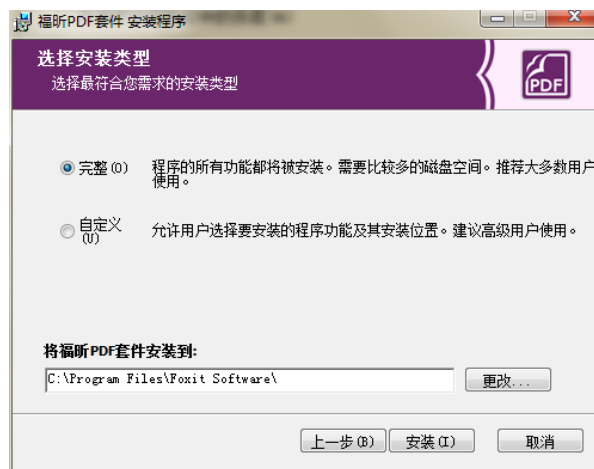 福昕PDF套件 安装程序
选择安装类型
选择最符合您需求的安装类型
PDF
完整(O) 程序的所有功能都将被安装。需要比较多的磁盘空间。推荐大多数用户
使用。
自定义
(U) 允许用户选择要安装的程序功能及其安装位置。建议高级用户使用。
将福昕PDF套件安装到:
C:\Program Files\Foxit Software\
更改...
上一步(B) 安装(I) 取消